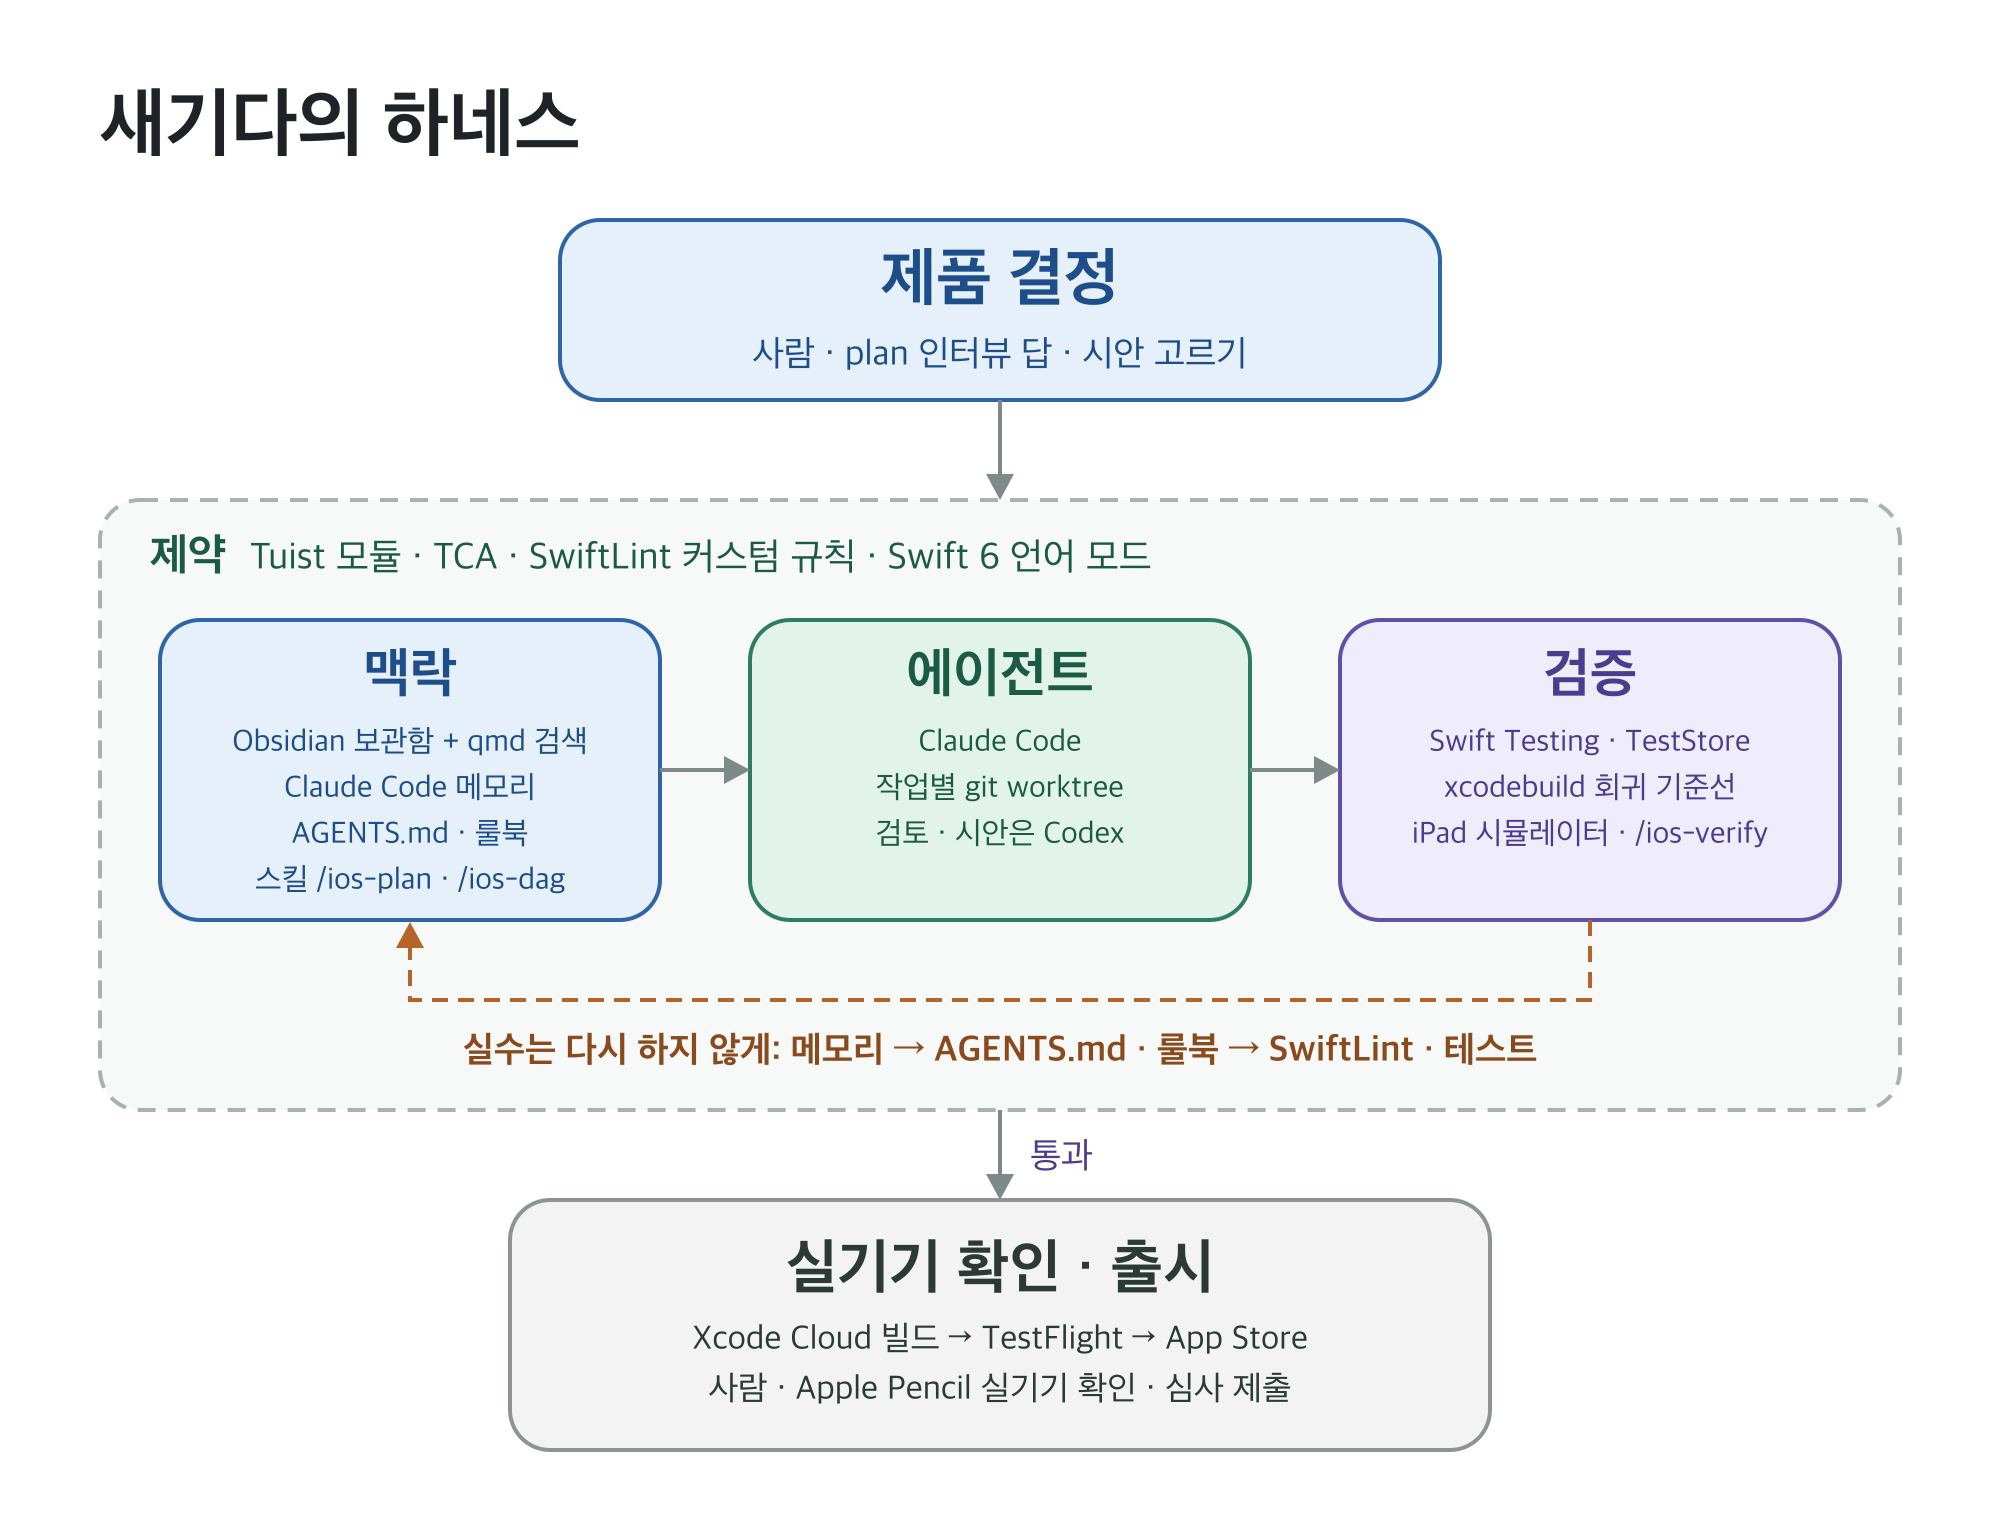 새기다의 하네스
제품 결정
사람 · plan 인터뷰 답 · 시안 고르기
제약 Tuist 모듈 · TCA · SwiftLint 커스텀 규칙 · Swift 6 언어 모드
맥락
Obsidian 보관함 + qmd 검색
Claude Code 메모리
AGENTS.md · 룰북
스킬 /ios-plan · /ios-dag
에이전트
Claude Code
작업별 git worktree
검토 · 시안은 Codex
검증
Swift Testing · TestStore
xcodebuild 회귀 기준선
iPad 시뮬레이터 · /ios-verify
실수는 다시 하지 않게: 메모리 → AGENTS.md · 룰북 → SwiftLint · 테스트
통과
실기기 확인 · 출시
Xcode Cloud 빌드 → TestFlight → App Store
사람 · Apple Pencil 실기기 확인 · 심사 제출